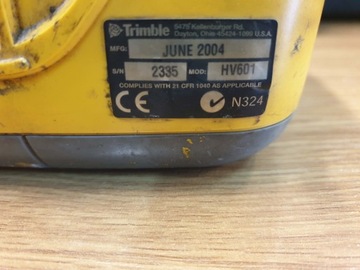 Trimble
5475 Kellenburger Rd.
Dayton, Ohio 45424-1099 U.S.A.
MFG: JUNE 2004
S/N 2335 MOD: HV601
COMPLIES WITH 21 CFR 1040 AS APPLICABLE
CE N324